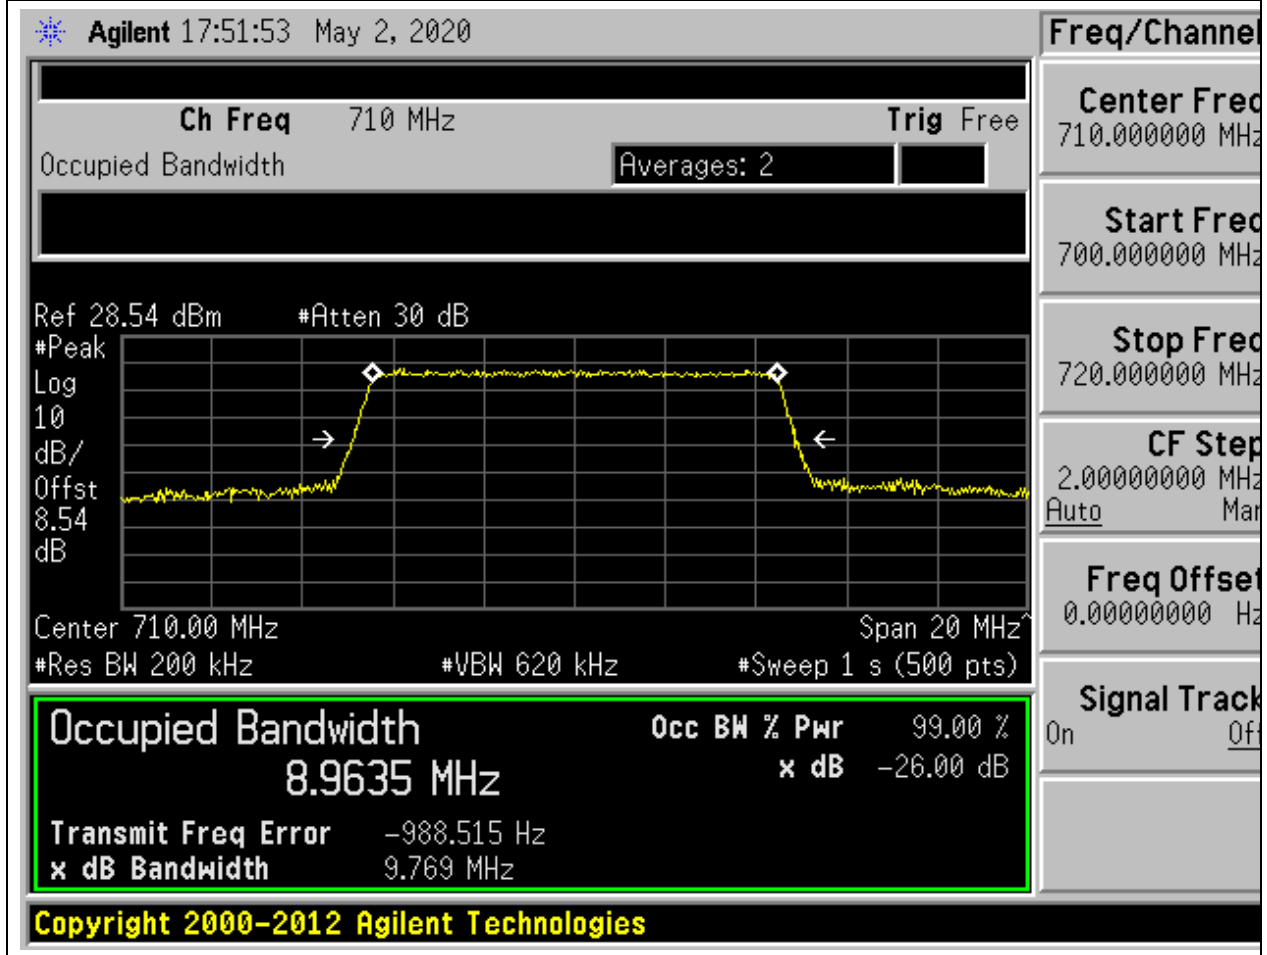 Agilent 17:51:53 May 2, 2020
Freq/Channel
Ch Freq 710 MHz Trig Free
Occupied Bandwidth Averages: 2
Ref 28.54 dBm #Atten 30 dB
#Peak
Log
10
dB/
Offst
8.54
dB
Center 710.00 MHz Span 20 MHz^
#Res BW 200 kHz #VBW 620 kHz #Sweep 1 s (500 pts)
Occupied Bandwidth
8.9635 MHz
Occ BW % Pwr 99.00 %
x dB -26.00 dB
Transmit Freq Error -988.515 Hz
x dB Bandwidth 9.769 MHz
Copyright 2000-2012 Agilent Technologies
Center Freq
710.000000 MHz
Start Freq
700.000000 MHz
Stop Freq
720.000000 MHz
CF Step
2.00000000 MHz
Auto Man
Freq Offset
0.00000000 Hz
Signal Track
On Off